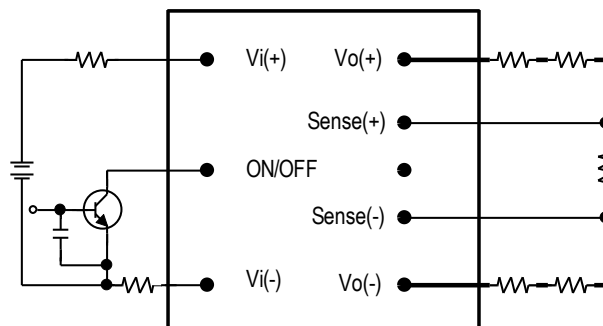 Vi(+) Vo(+)
Sense(+)
ON/OFF
Sense(-)
Vi(-) Vo(-)